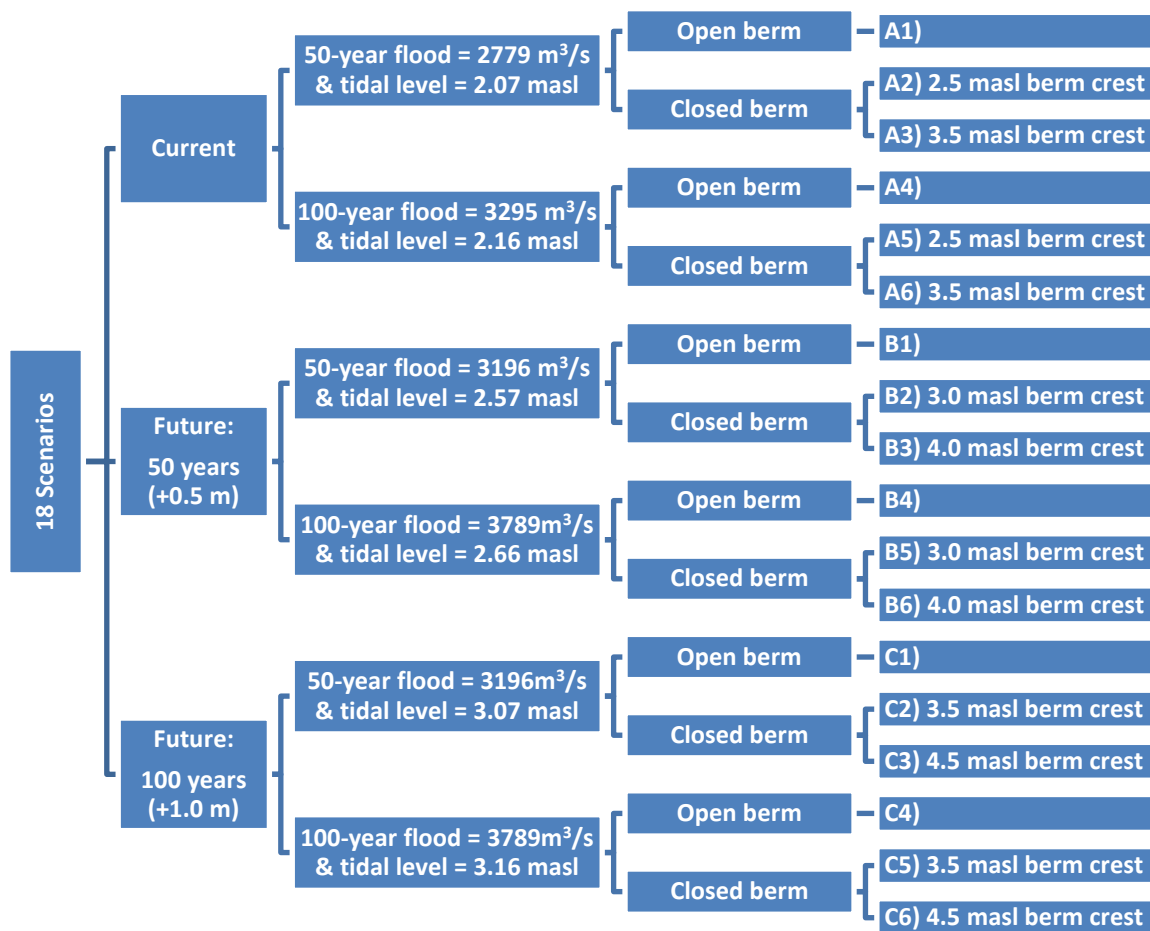 18 Scenarios
Current
50-year flood = 2779 m³/s
& tidal level = 2.07 masl
Open berm
A1)
Closed berm
A2) 2.5 masl berm crest
A3) 3.5 masl berm crest
100-year flood = 3295 m³/s
& tidal level = 2.16 masl
Open berm
A4)
Closed berm
A5) 2.5 masl berm crest
A6) 3.5 masl berm crest
Future:
50 years
(+0.5 m)
50-year flood = 3196 m³/s
& tidal level = 2.57 masl
Open berm
B1)
Closed berm
B2) 3.0 masl berm crest
B3) 4.0 masl berm crest
100-year flood = 3789m³/s
& tidal level = 2.66 masl
Open berm
B4)
Closed berm
B5) 3.0 masl berm crest
B6) 4.0 masl berm crest
Future:
100 years
(+1.0 m)
50-year flood = 3196m³/s
& tidal level = 3.07 masl
Open berm
C1)
Closed berm
C2) 3.5 masl berm crest
C3) 4.5 masl berm crest
100-year flood = 3789m³/s
& tidal level = 3.16 masl
Open berm
C4)
Closed berm
C5) 3.5 masl berm crest
C6) 4.5 masl berm crest